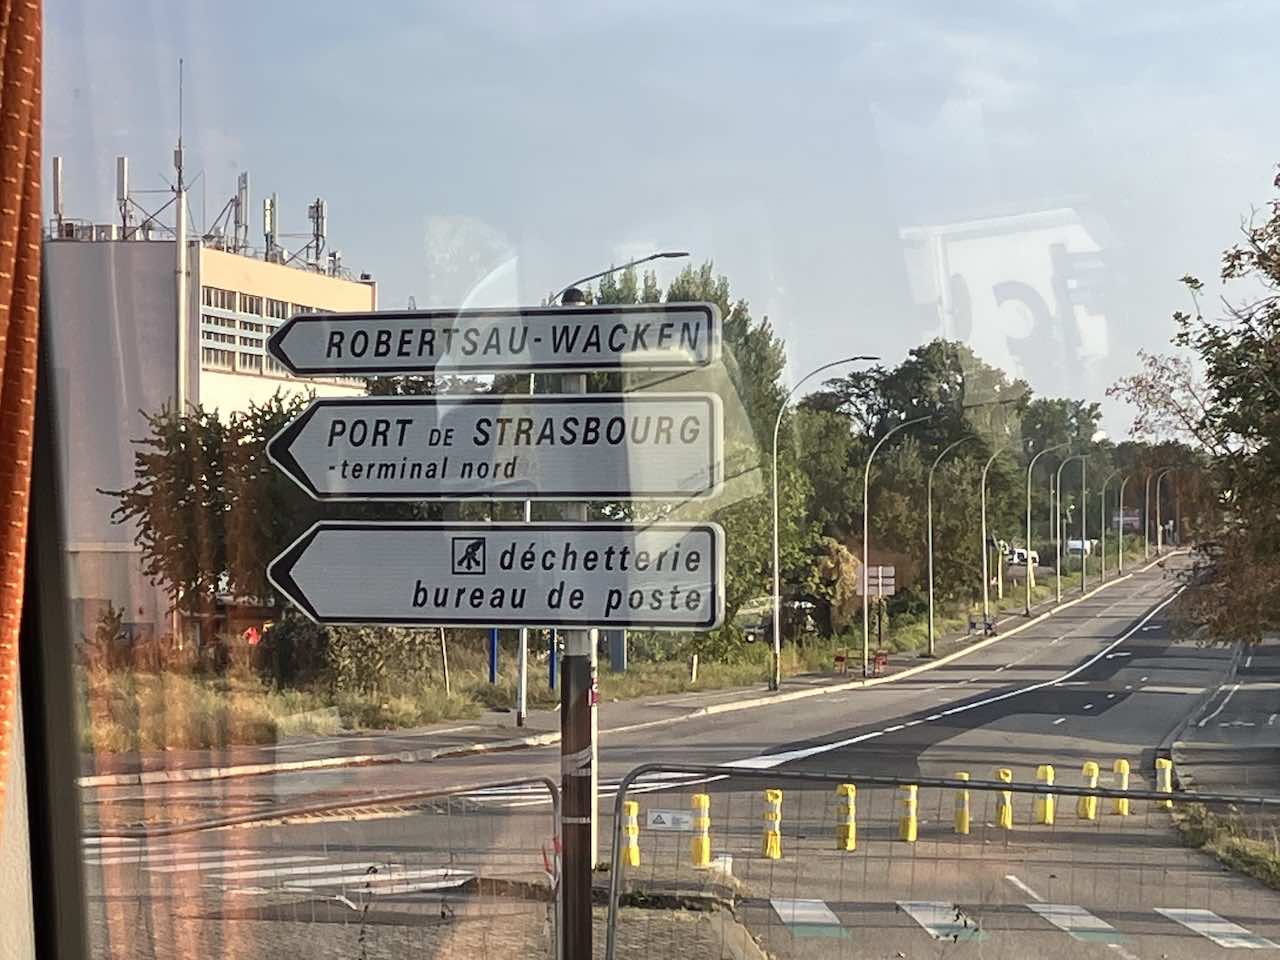 ROBERTSAU-WACKEN
PORT DE STRASBOURG
-terminal nord
déchetterie
bureau de poste